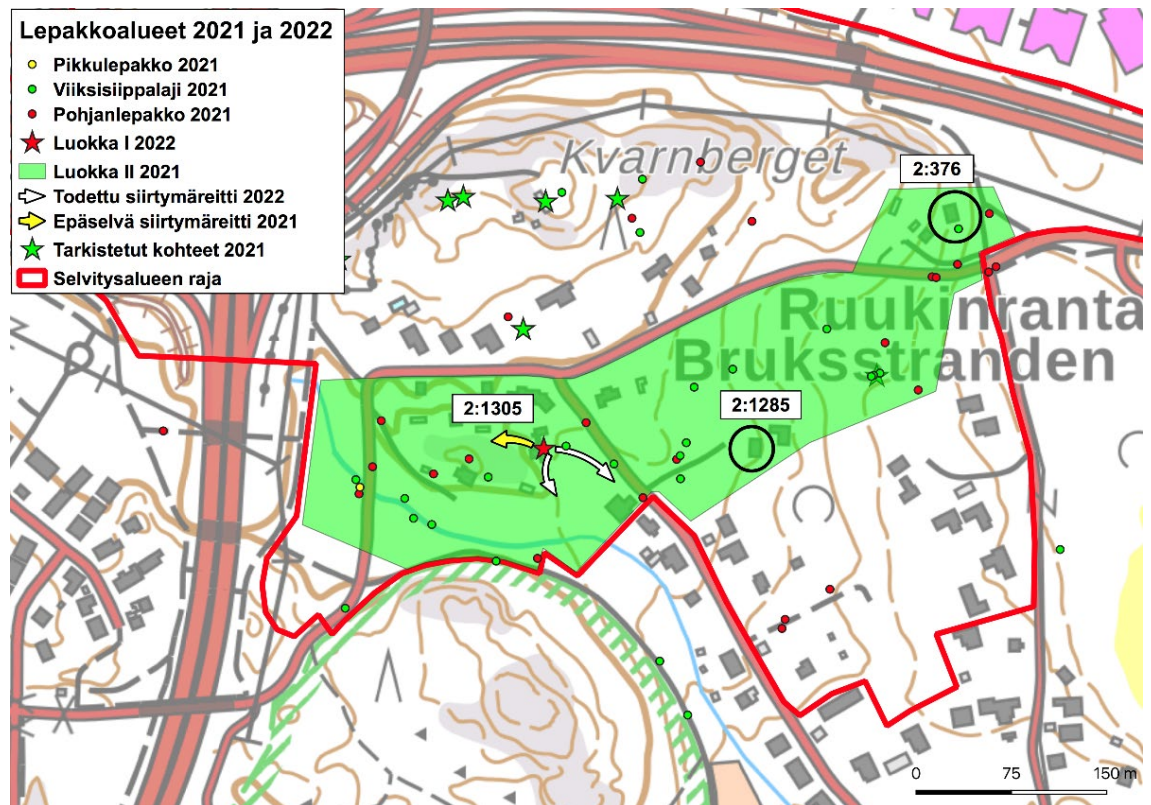 Lepakkoalueet 2021 ja 2022
Pikkulepakko 2021
Viiksisiippalaji 2021
Pohjanlepakko 2021
Luokka I 2022
Luokka II 2021
Todettu siirtymäreitti 2022
Epäselvä siirtymäreitti 2021
Tarkistetut kohteet 2021
Selvitysalueen raja
Kvarnberget
2:376
Ruukinranta
Bruksstranden
2:1305
2:1285
0 75 150 m